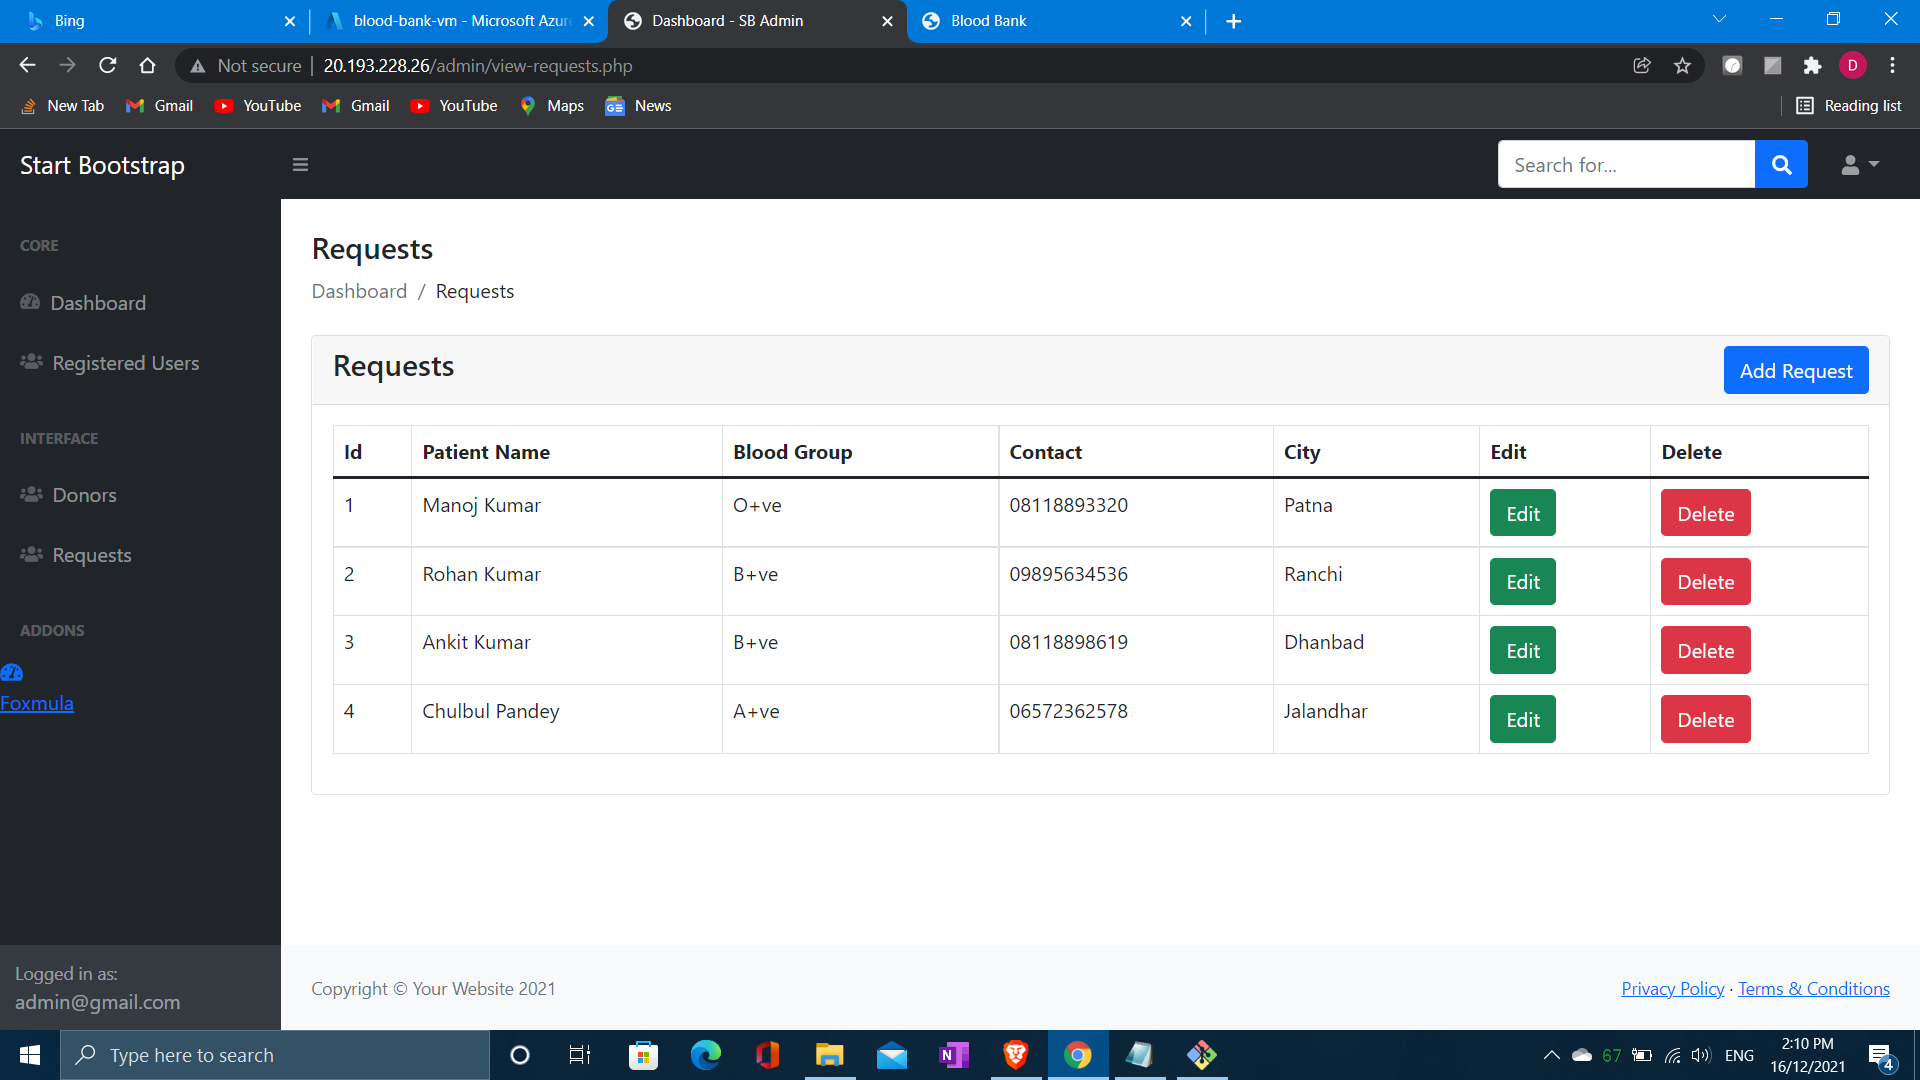 Bing
blood-bank-vm - Microsoft Azur
Dashboard - SB Admin
Blood Bank
Not secure
20.193.228.26/admin/view-requests.php
D
New Tab
Gmail
YouTube
Gmail
YouTube
Maps
News
Reading list
Start Bootstrap
Search for...
CORE
Dashboard
Registered Users
INTERFACE
Donors
Requests
ADDONS
Foxmula
Logged in as:
admin@gmail.com
Requests
Dashboard / Requests
Requests
Add Request
Id Patient Name Blood Group Contact City Edit Delete
1 Manoj Kumar O+ve 08118893320 Patna Edit Delete
2 Rohan Kumar B+ve 09895634536 Ranchi Edit Delete
3 Ankit Kumar B+ve 08118898619 Dhanbad Edit Delete
4 Chulbul Pandey A+ve 06572362578 Jalandhar Edit Delete
Copyright © Your Website 2021
Privacy Policy · Terms & Conditions
Type here to search
67
ENG
2:10 PM
16/12/2021
4